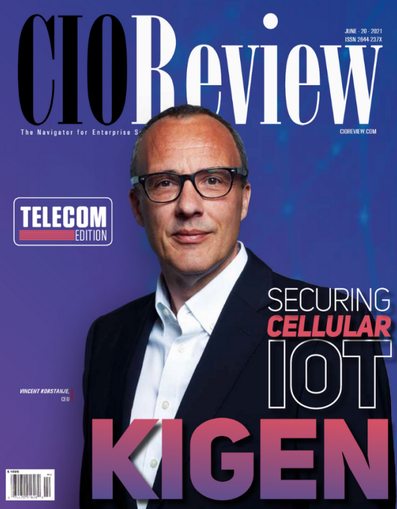 CIOReview
JUNE - 20 - 2021
ISSN 2644-237X
The Navigator for Enterprise S
CIOREVIEW.COM
TELECOM
EDITION
SECURING
CELLULAR
IOT
VINCENT KORSTANJE,
CEO
KIGEN